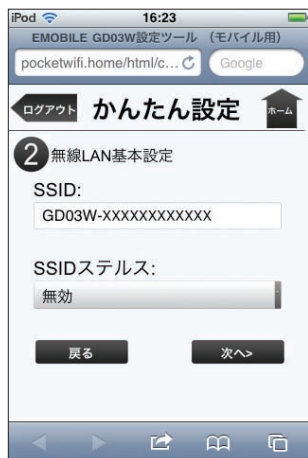 iPod 16:23
EMOBILE GD03W設定ツール （モバイル用）
pocketwifi.home/html/c... Google
ログアウト かんたん設定 ホーム
2 無線LAN基本設定
SSID:
GD03W-XXXXXXXXXXXX
SSIDステルス:
無効
戻る 次へ>